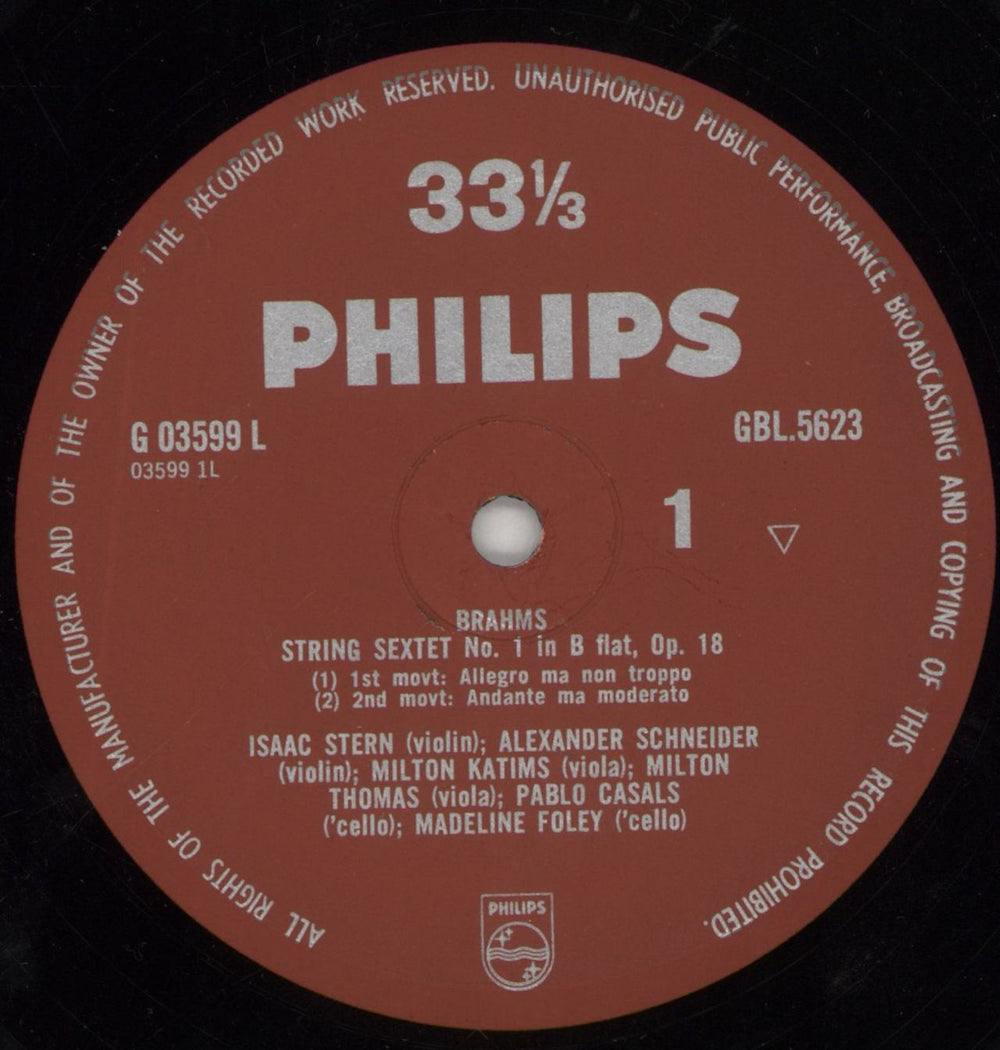 ALL RIGHTS OF THE MANUFACTURER AND OF THE OWNER OF THE RECORDED WORK RESERVED. UNAUTHORISED PUBLIC PERFORMANCE, BROADCASTING AND COPYING OF THIS RECORD PROHIBITED.
33⅓
PHILIPS
G 03599 L
03599 1L
GBL.5623
1
BRAHMS
STRING SEXTET No. 1 in B flat, Op. 18
(1) 1st movt: Allegro ma non troppo
(2) 2nd movt: Andante ma moderato
ISAAC STERN (violin); ALEXANDER SCHNEIDER
(violin); MILTON KATIMS (viola); MILTON
THOMAS (viola); PABLO CASALS
('cello); MADELINE FOLEY ('cello)
PHILIPS